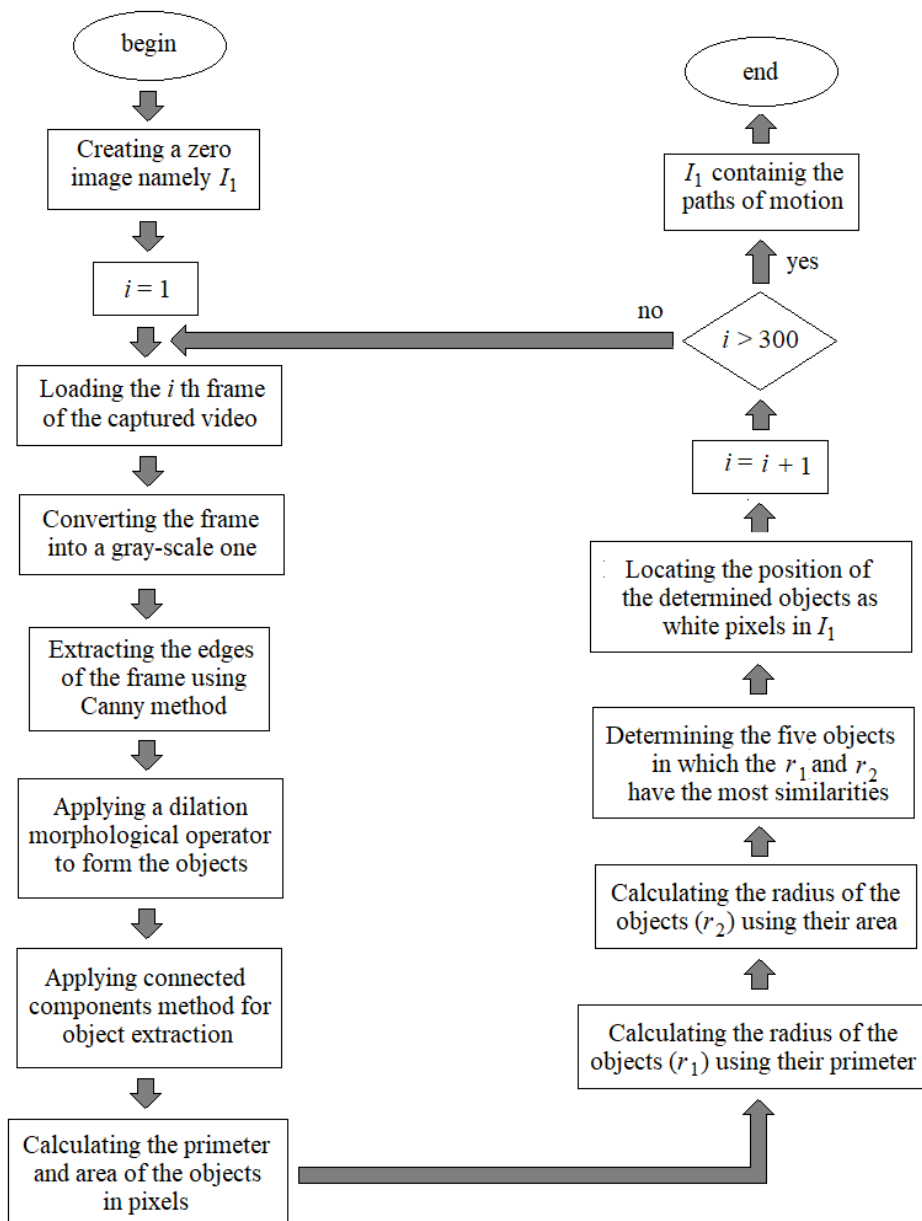 begin
Creating a zero
image namely I₁
i = 1
Loading the i th frame
of the captured video
Converting the frame
into a gray-scale one
Extracting the edges
of the frame using
Canny method
Applying a dilation
morphological operator
to form the objects
Applying connected
components method for
object extraction
Calculating the primeter
and area of the objects
in pixels
Calculating the radius of the
objects (r₁) using their primeter
Calculating the radius of the
objects (r₂) using their area
Determining the five objects
in which the r₁ and r₂
have the most similarities
Locating the position of
the determined objects as
white pixels in I₁
i = i + 1
i > 300
no
yes
I₁ containig the
paths of motion
end